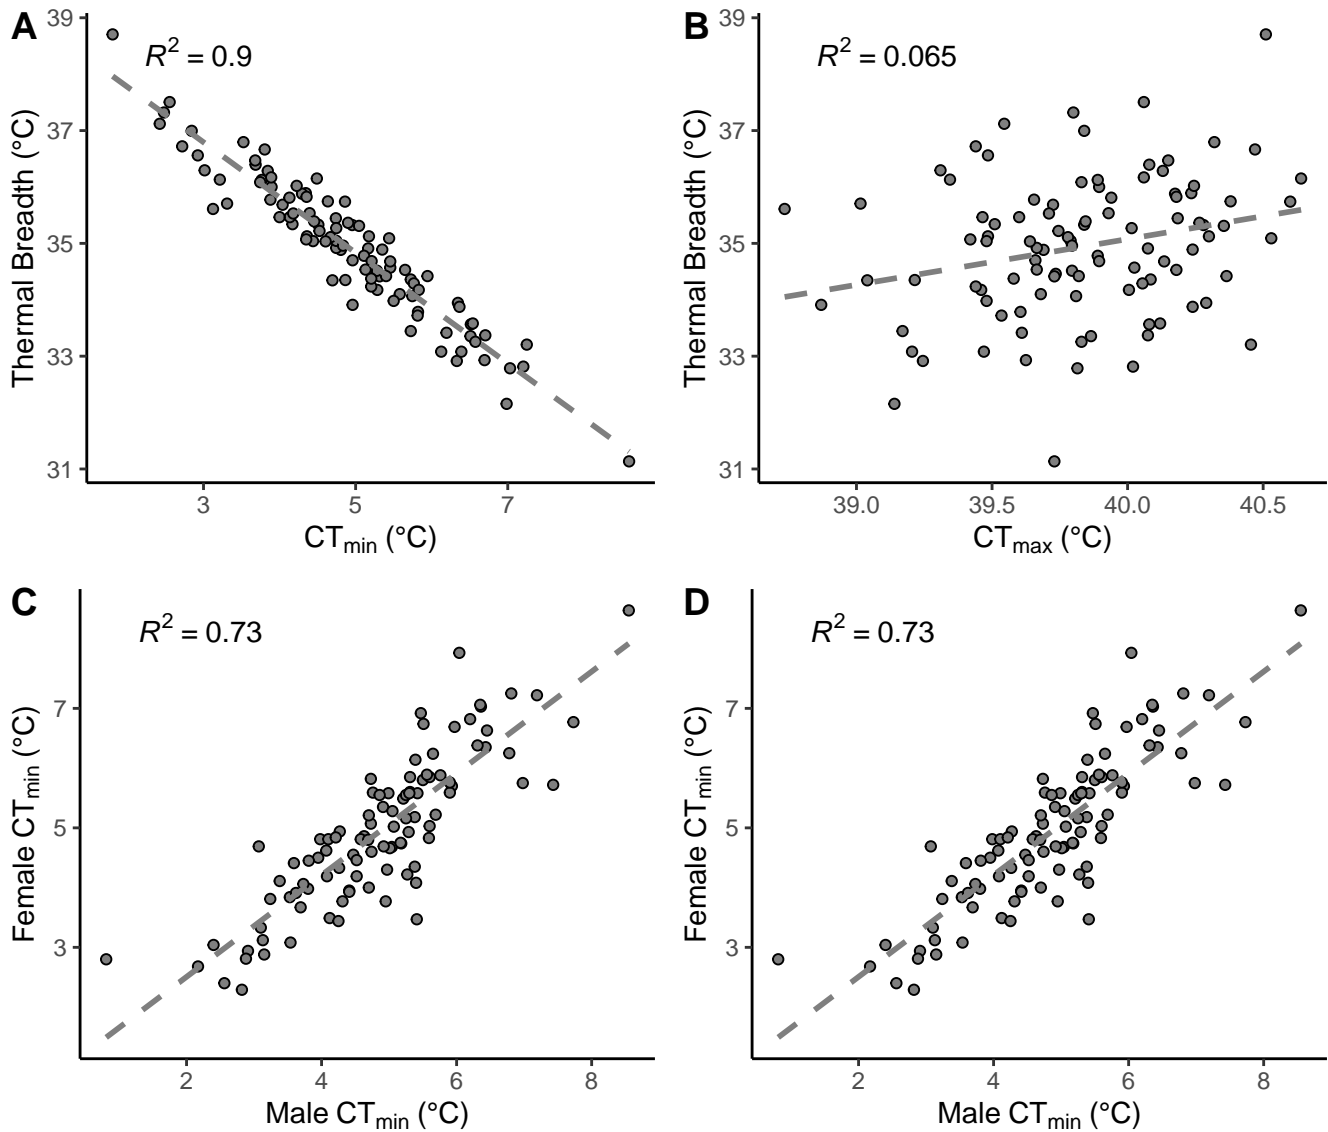 A
R² = 0.9
39
37
35
33
31
Thermal Breadth (°C)
3 5 7
CTmin (°C)
B
R² = 0.065
39
37
35
33
31
Thermal Breadth (°C)
39.0 39.5 40.0 40.5
CTmax (°C)
C
R² = 0.73
7
5
3
Female CTmin (°C)
2 4 6 8
Male CTmin (°C)
D
R² = 0.73
7
5
3
Female CTmin (°C)
2 4 6 8
Male CTmin (°C)